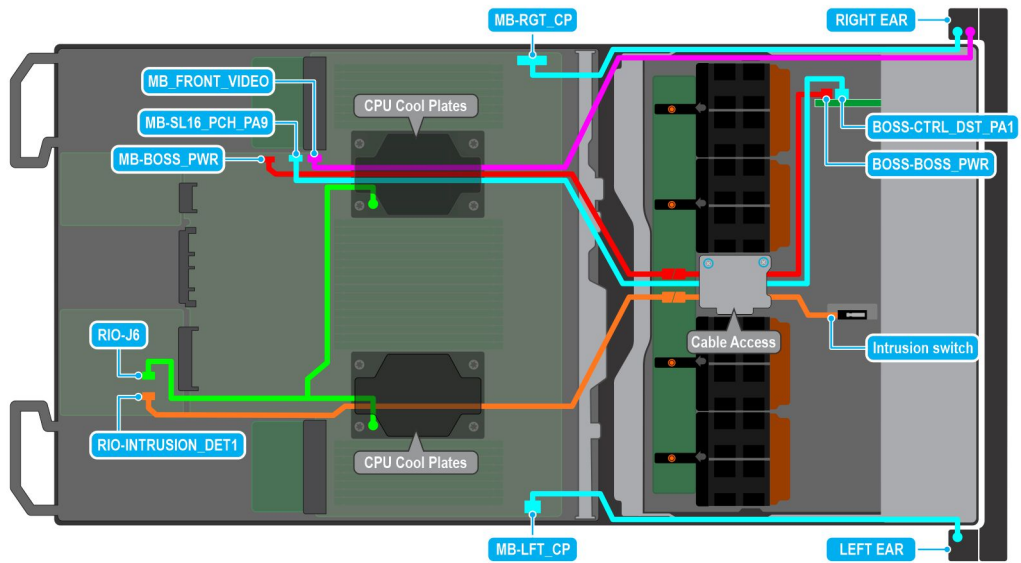 MB-RGT_CP
RIGHT EAR
MB_FRONT_VIDEO
CPU Cool Plates
MB-SL16_PCH_PA9
BOSS-CTRL_DST_PA1
MB-BOSS_PWR
BOSS-BOSS_PWR
RIO-J6
Cable Access
Intrusion switch
RIO-INTRUSION_DET1
CPU Cool Plates
MB-LFT_CP
LEFT EAR